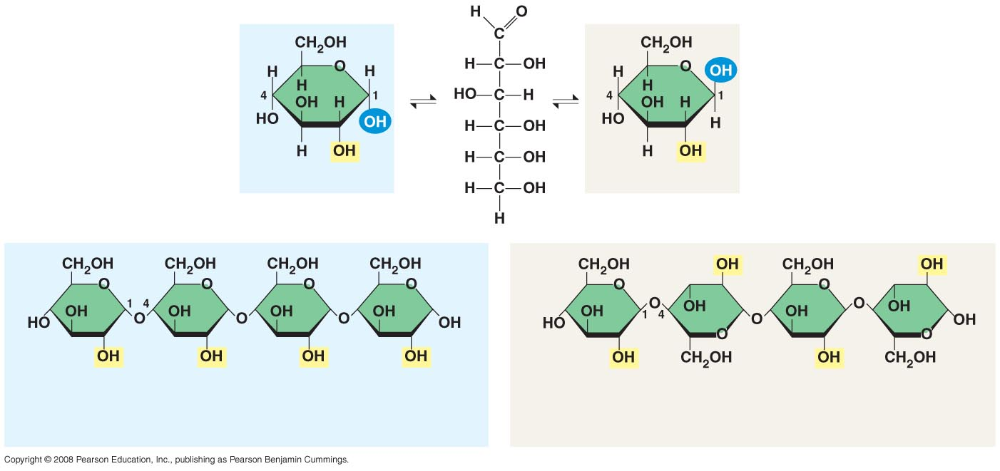 CH2OH
O
H H
H
4 OH H 1
HO OH
H OH
H O
C
H C OH
HO C H
H C OH
H C OH
H C OH
H
CH2OH
O OH
H
H
4 OH H 1
HO H
H OH
CH2OH CH2OH CH2OH CH2OH
O O O O
1 4
OH OH OH OH
HO O O O OH
OH OH OH OH
CH2OH OH CH2OH OH
O O
O O
OH 1 4 OH OH OH
HO O OH
O O
OH CH2OH OH CH2OH
Copyright © 2008 Pearson Education, Inc., publishing as Pearson Benjamin Cummings.